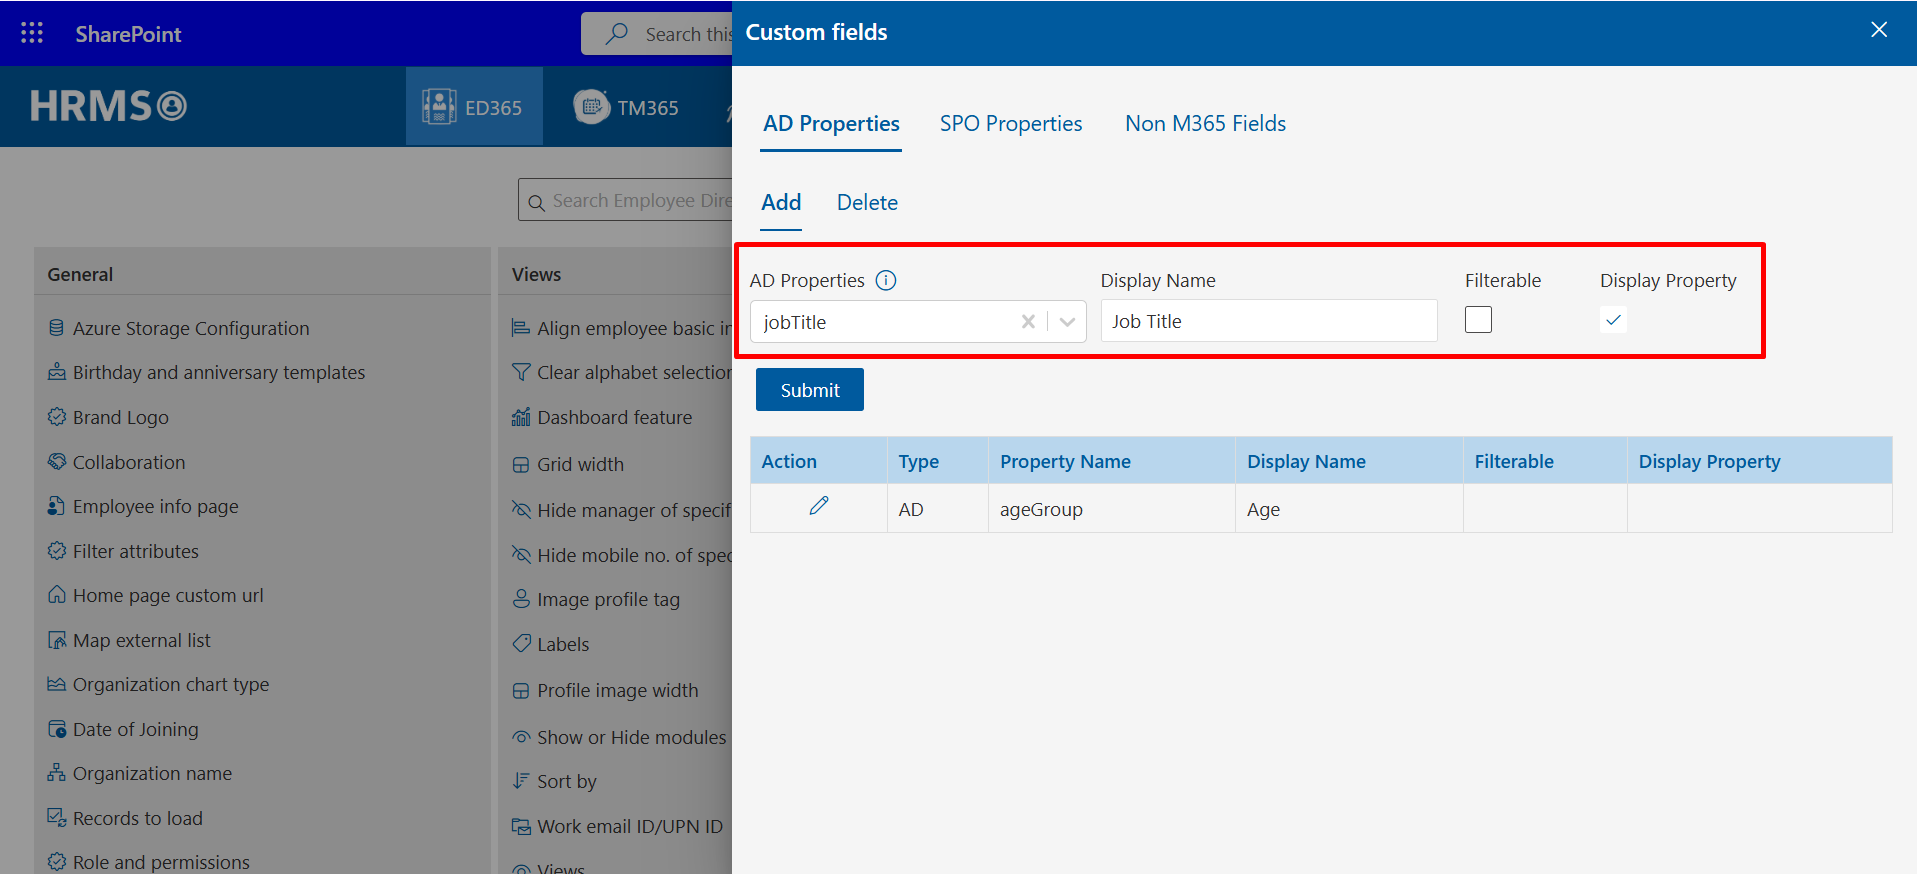 SharePoint
Search this
HRMS
ED365
TM365
Search Employee Dire
General
Azure Storage Configuration
Birthday and anniversary templates
Brand Logo
Collaboration
Employee info page
Filter attributes
Home page custom url
Map external list
Organization chart type
Date of Joining
Organization name
Records to load
Role and permissions
Views
Align employee basic in
Clear alphabet selection
Dashboard feature
Grid width
Hide manager of specif
Hide mobile no. of spec
Image profile tag
Labels
Profile image width
Show or Hide modules
Sort by
Work email ID/UPN ID
Views
Custom fields
AD Properties SPO Properties Non M365 Fields
Add Delete
AD Properties Display Name Filterable Display Property
jobTitle Job Title
Submit
Action Type Property Name Display Name Filterable Display Property
AD ageGroup Age